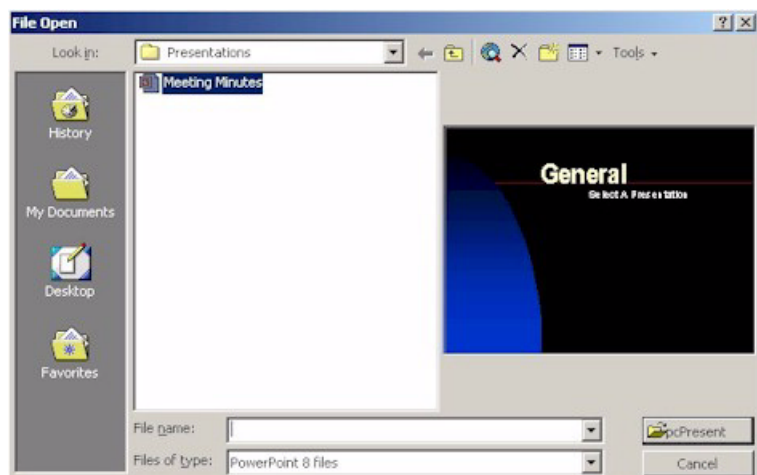 File Open
Look in: Presentations Tools
Meeting Minutes
History
My Documents
Desktop
Favorites
General
Select A Presentation
File name:
pcPresent
Files of type: PowerPoint 8 files
Cancel